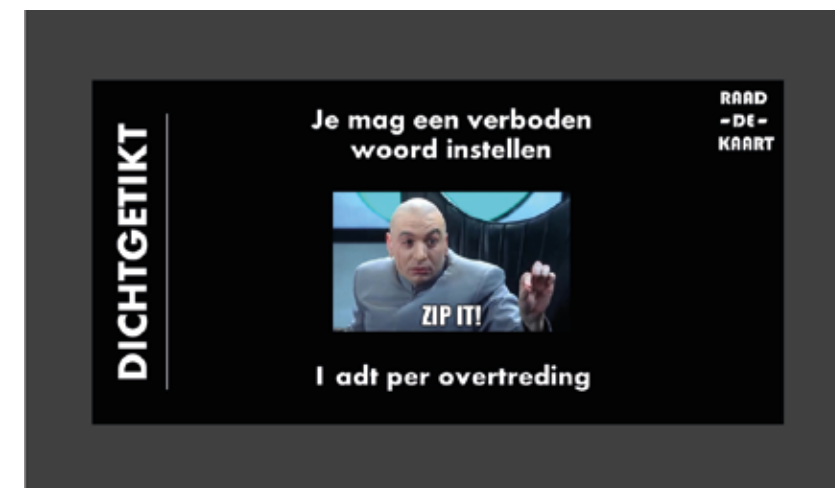 DICHTGETIKT
Je mag een verboden
woord instellen
RAAD
-DE-
KAART
ZIP IT!
1 adt per overtreding